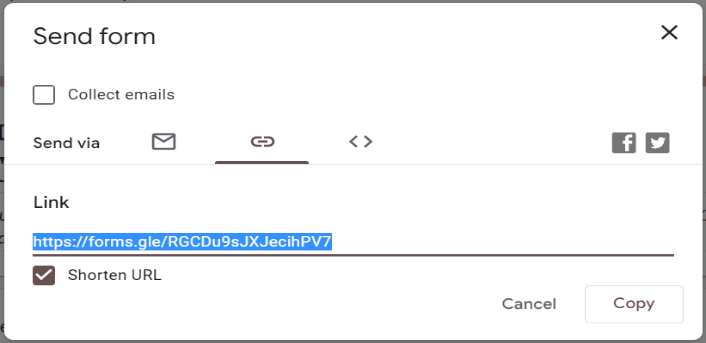 Send form
Collect emails
Send via
Link
https://forms.gle/RGCDu9sJXJecihPV7
Shorten URL
Cancel Copy